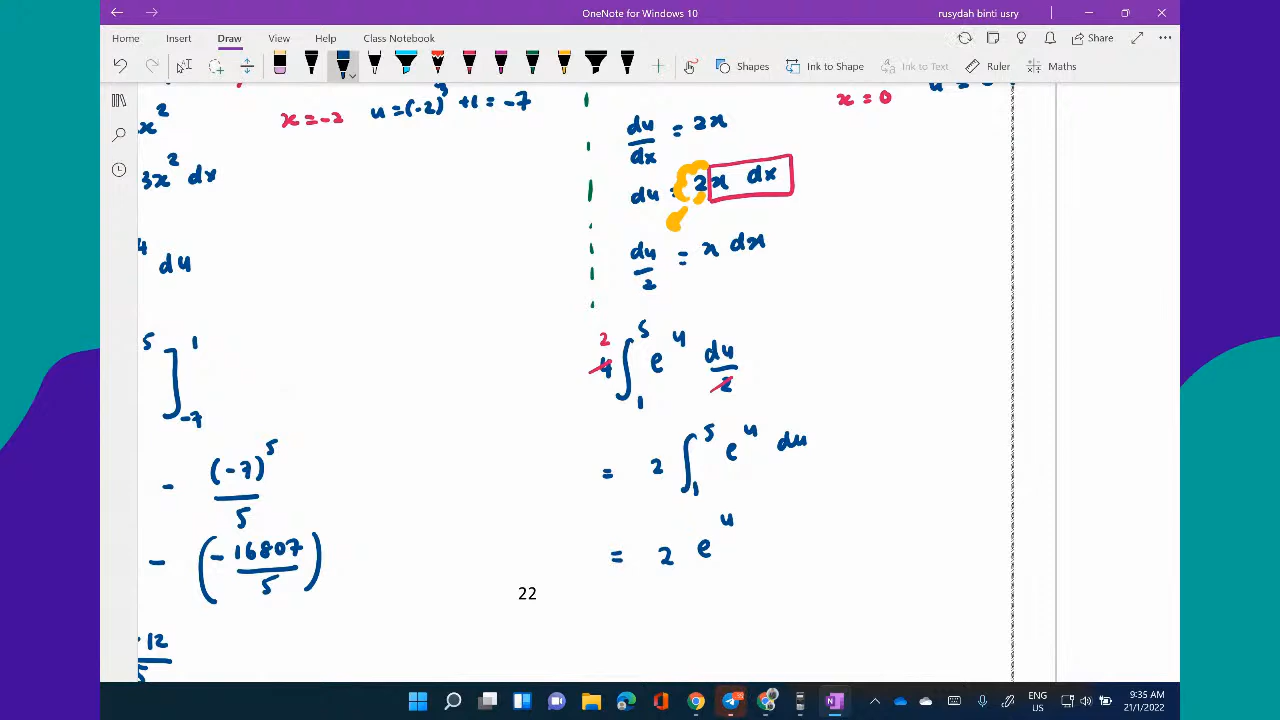 OneNote for Windows 10
rusydah binti usry
Home Insert Draw View Help Class Notebook
Share
Shapes Ink to Shape Ink to Text Ruler Maths
x = -2 u = (-2)³ +1 = -7
x²
3x² dx
⁴ du
⁵ ]¹₋₇
- (-7)⁵/5
- (-16807/5)
12
x = 0
du/dx = 2x
du = 2x dx
du/2 = x dx
2
4 ∫₁⁵ e^u du/2
= 2 ∫₁⁵ e^u du
= 2 e^u
22
ENG
US
9:35 AM
21/1/2022